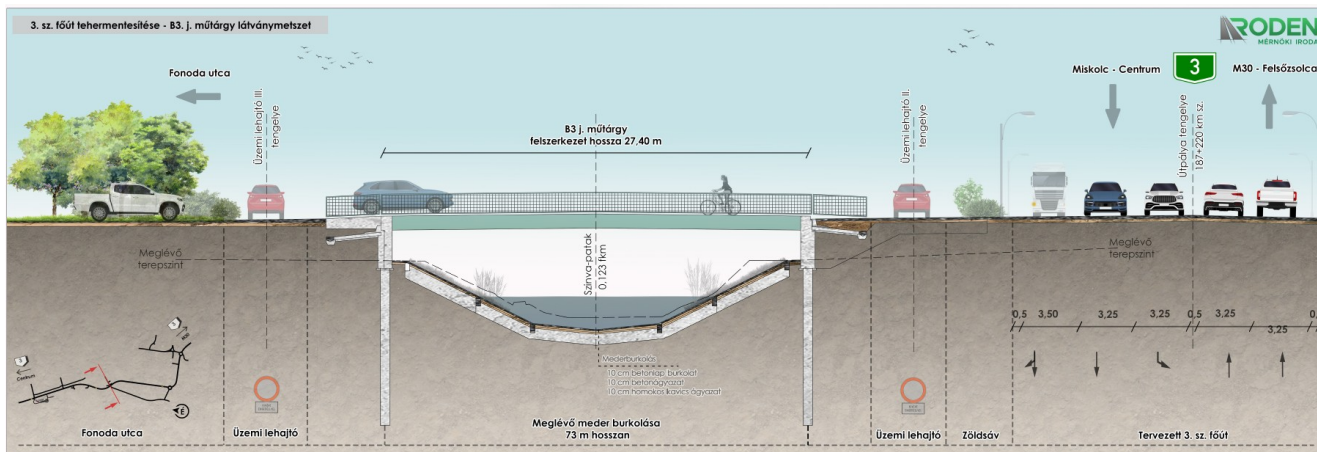 3. sz. főút tehermentesítése - B3. j. műtárgy látványmetszet
RODEN
MÉRNÖKI IRODA
Fonoda utca
Üzemi lehajtó III.
tengelye
B3 j. műtárgy
felszerkezet hossza 27,40 m
Üzemi lehajtó II.
tengelye
Miskolc - Centrum
3
M30 - Felsőzsolca
Útpálya tengelye
187+220 km sz.
Meglévő
terepszint
Szinva-patak
0,123 fkm
Meglévő
terepszint
0,5 3,50 3,25 3,25 0,5 3,25 3,25
Mederburkolás
10 cm betonlap burkolat
10 cm betonágyazat
10 cm homokos kavics ágyazat
Centrum
É
Meglévő meder burkolása
73 m hosszan
Fonoda utca
Üzemi lehajtó
Üzemi lehajtó
Zöldsáv
Tervezett 3. sz. főút